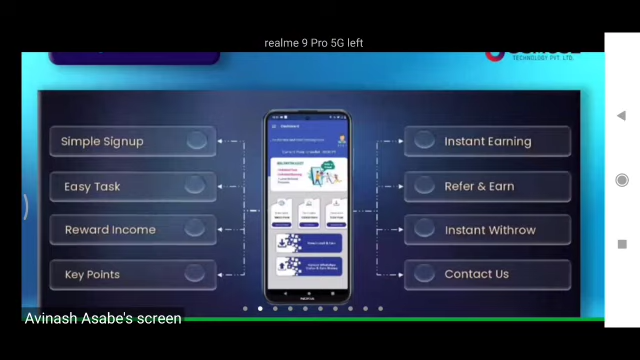 realme 9 Pro 5G left
TECHNOLOGY PVT. LTD.
Simple Signup
Easy Task
Reward Income
Key Points
Instant Earning
Refer & Earn
Instant Withrow
Contact Us
Avinash Asabe's screen